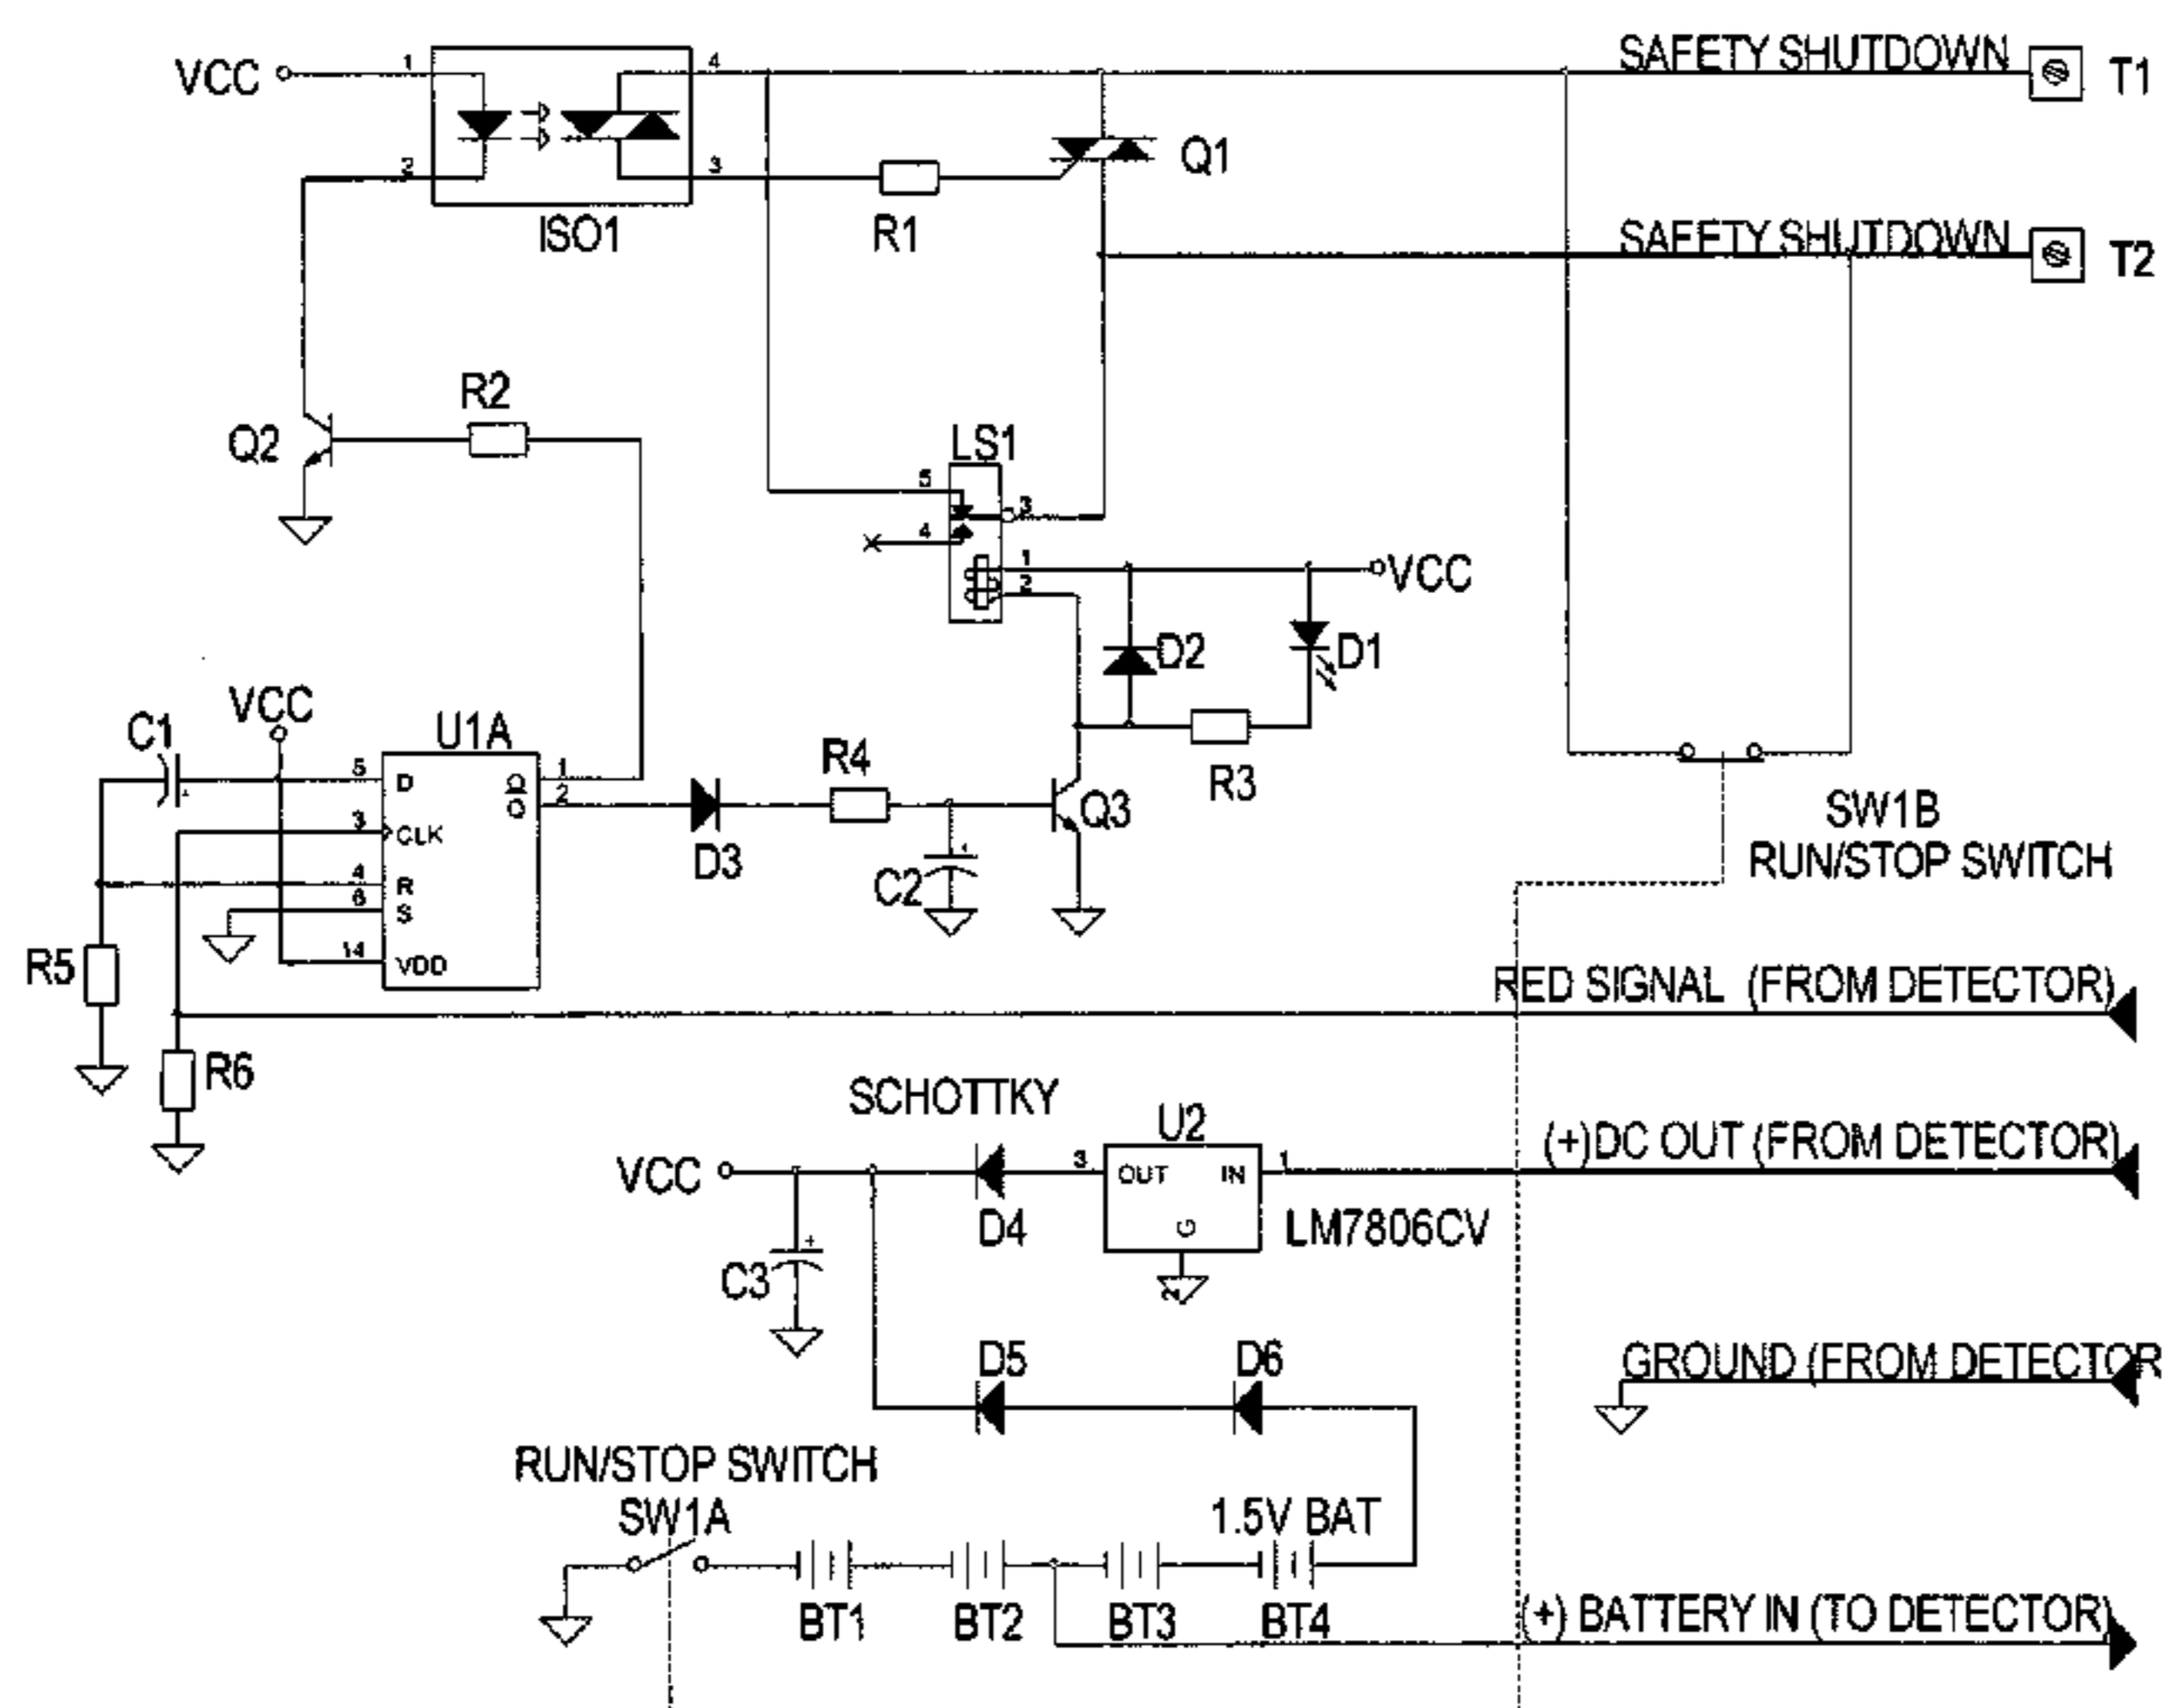 SAFETY SHUTDOWN
T1
VCC
1
4
2
3
ISO1
R1
Q1
SAFETY SHUTDOWN
T2
R2
Q2
LS1
5
3
4
1
2
VCC
D2
D1
R3
C1
VCC
U1A
5
D
Q
1
Q
2
3
CLK
4
R
6
S
14
VDD
R4
D3
C2
Q3
SW1B
RUN/STOP SWITCH
R5
R6
RED SIGNAL (FROM DETECTOR)
SCHOTTKY
U2
(+)DC OUT (FROM DETECTOR)
VCC
3
OUT
IN
1
G
2
D4
LM7806CV
C3
+
D5
D6
GROUND (FROM DETECTOR
RUN/STOP SWITCH
SW1A
1.5V BAT
BT1
BT2
BT3
BT4
(+) BATTERY IN (TO DETECTOR)